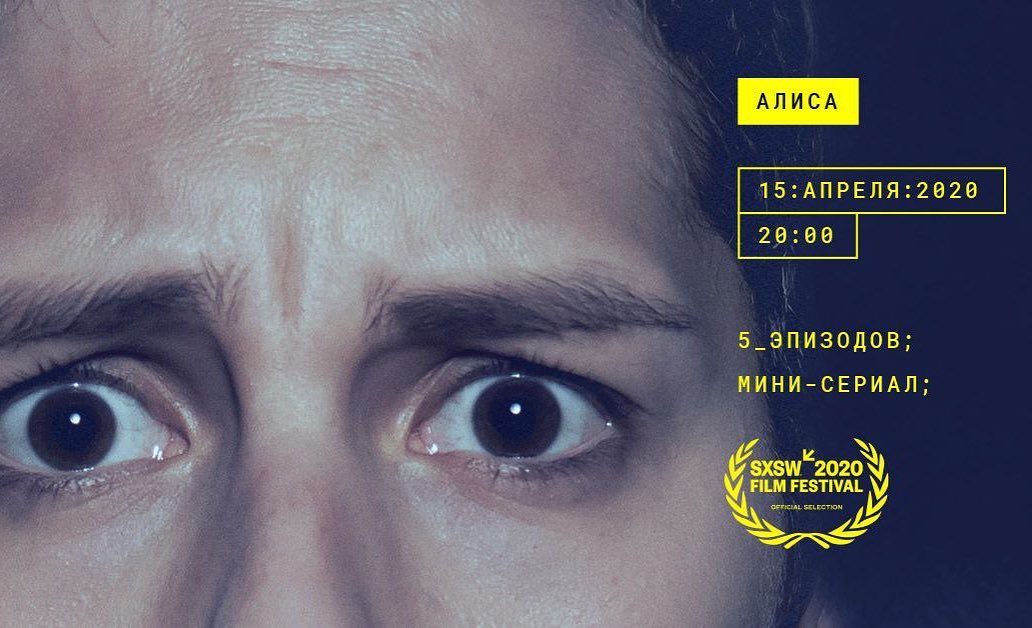 АЛИСА
15:АПРЕЛЯ:2020
20:00
5_ЭПИЗОДОВ;
МИНИ-СЕРИАЛ;
SXSW 2020
FILM FESTIVAL
OFFICIAL SELECTION